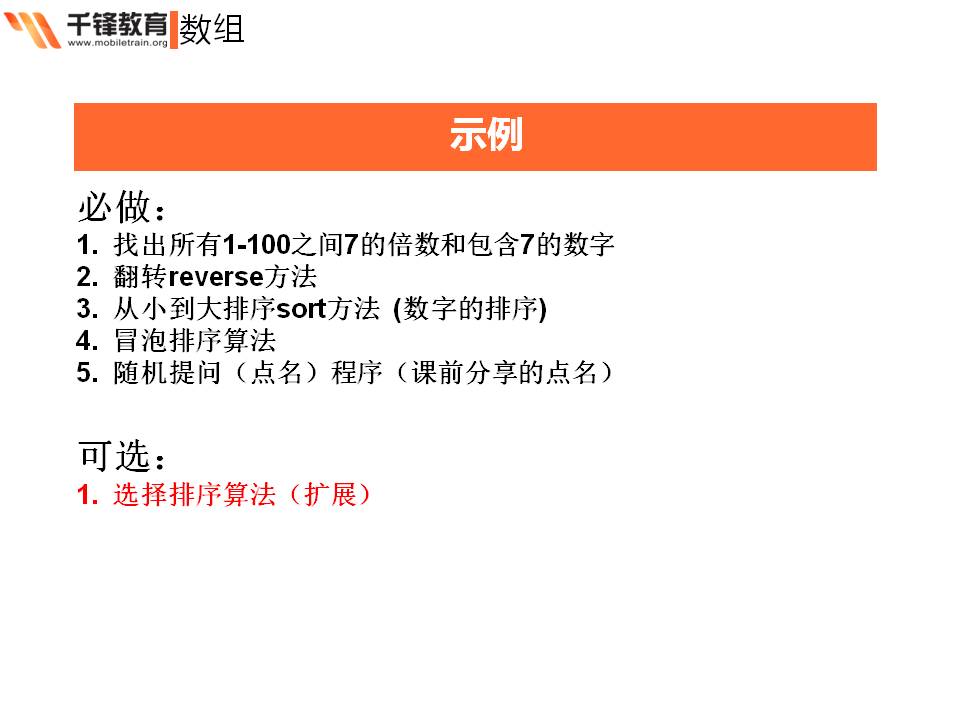 千锋教育
www.mobiletrain.org
数组
示例
必做：
1. 找出所有1-100之间7的倍数和包含7的数字
2. 翻转reverse方法
3. 从小到大排序sort方法 (数字的排序)
4. 冒泡排序算法
5. 随机提问（点名）程序（课前分享的点名）
可选：
1. 选择排序算法（扩展）